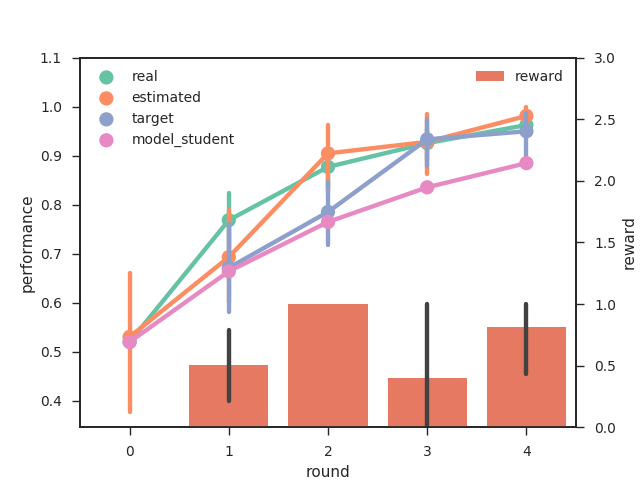 real
estimated
target
model_student
reward
1.1
1.0
0.9
0.8
0.7
0.6
0.5
0.4
performance
3.0
2.5
2.0
1.5
1.0
0.5
0.0
reward
0 1 2 3 4
round